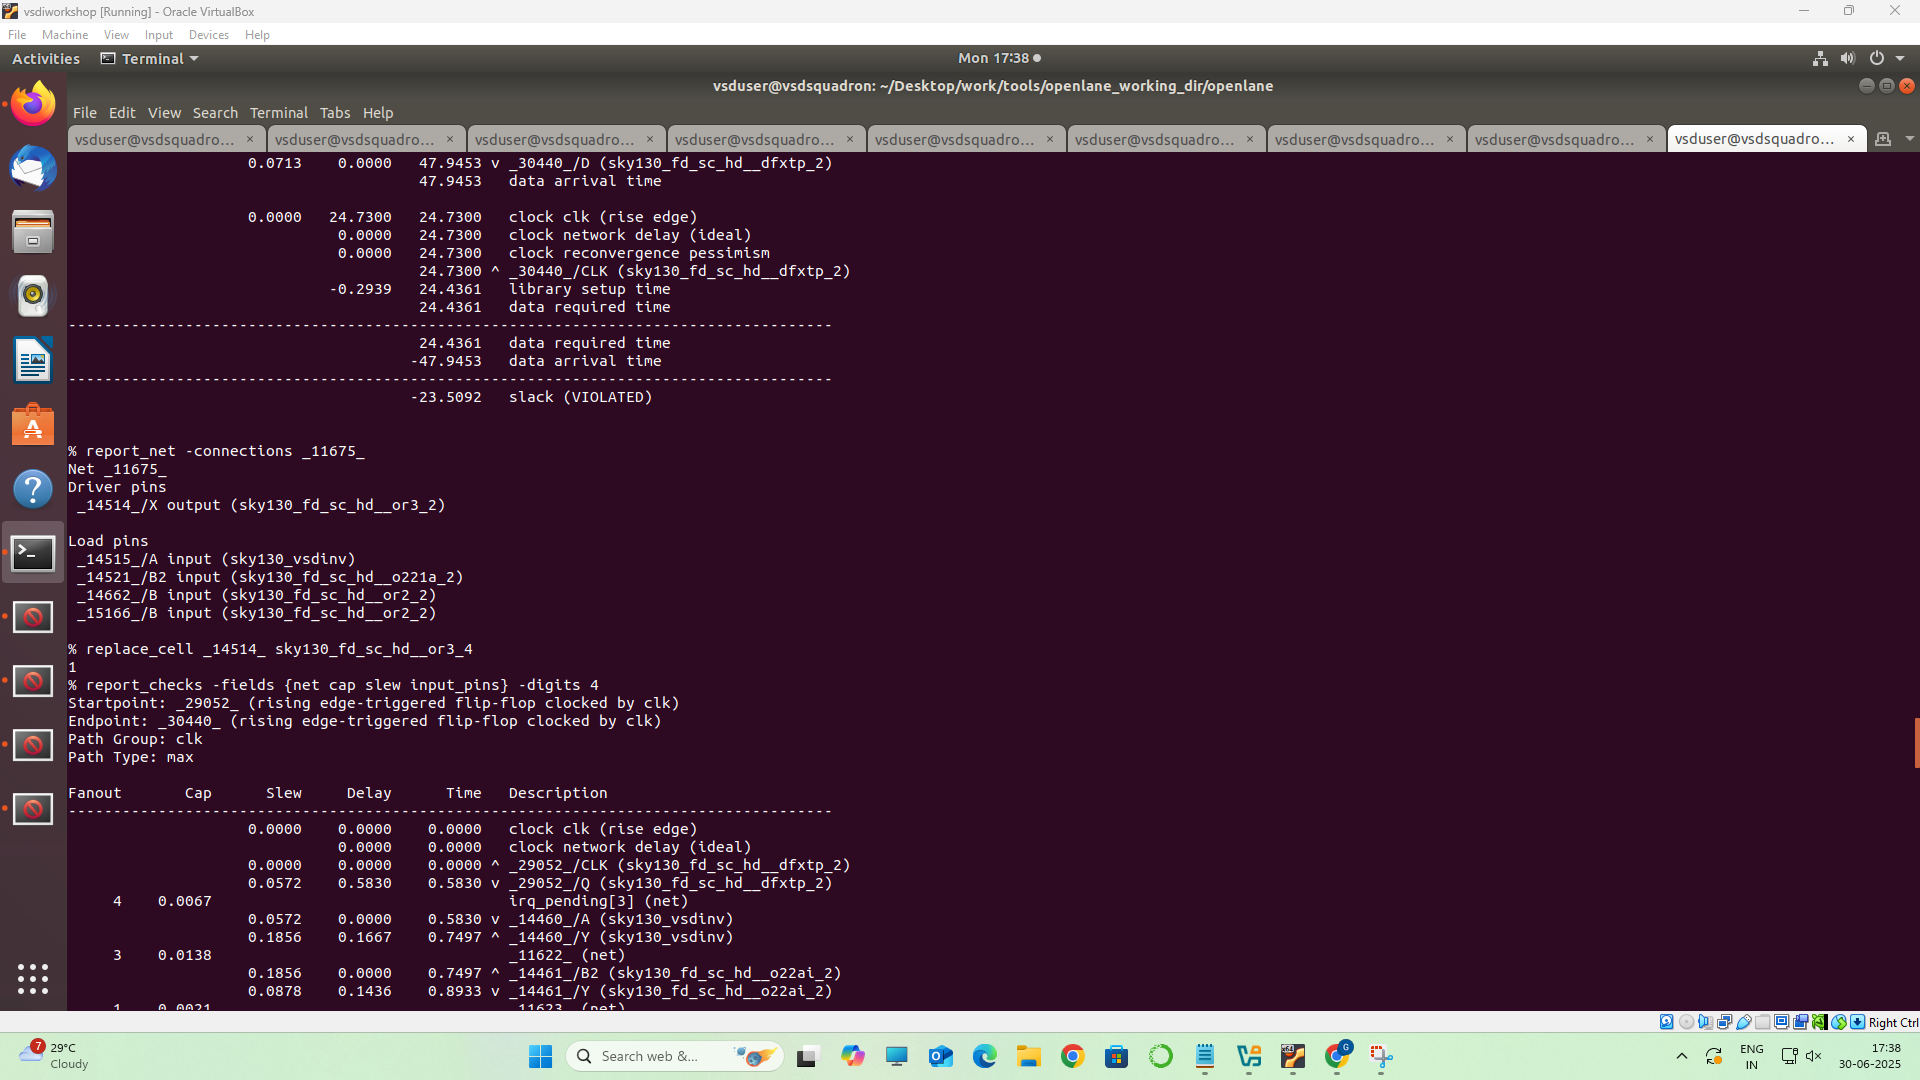 vsdiworkshop [Running] - Oracle VirtualBox
File Machine View Input Devices Help
Activities Terminal Mon 17:38
vsduser@vsdsquadron: ~/Desktop/work/tools/openlane_working_dir/openlane
File Edit View Search Terminal Tabs Help
vsduser@vsdsquadro... × vsduser@vsdsquadro... × vsduser@vsdsquadro... × vsduser@vsdsquadro... × vsduser@vsdsquadro... × vsduser@vsdsquadro... × vsduser@vsdsquadro... × vsduser@vsdsquadro... × vsduser@vsdsquadro... ×
0.0713 0.0000 47.9453 v _30440_/D (sky130_fd_sc_hd__dfxtp_2)
47.9453 data arrival time
0.0000 24.7300 24.7300 clock clk (rise edge)
0.0000 24.7300 clock network delay (ideal)
0.0000 24.7300 clock reconvergence pessimism
24.7300 ^ _30440_/CLK (sky130_fd_sc_hd__dfxtp_2)
-0.2939 24.4361 library setup time
24.4361 data required time
-------------------------------------------------------------------------------------
24.4361 data required time
-47.9453 data arrival time
-------------------------------------------------------------------------------------
-23.5092 slack (VIOLATED)
% report_net -connections _11675_
Net _11675_
Driver pins
_14514_/X output (sky130_fd_sc_hd__or3_2)
Load pins
_14515_/A input (sky130_vsdinv)
_14521_/B2 input (sky130_fd_sc_hd__o221a_2)
_14662_/B input (sky130_fd_sc_hd__or2_2)
_15166_/B input (sky130_fd_sc_hd__or2_2)
% replace_cell _14514_ sky130_fd_sc_hd__or3_4
1
% report_checks -fields {net cap slew input_pins} -digits 4
Startpoint: _29052_ (rising edge-triggered flip-flop clocked by clk)
Endpoint: _30440_ (rising edge-triggered flip-flop clocked by clk)
Path Group: clk
Path Type: max
Fanout Cap Slew Delay Time Description
-------------------------------------------------------------------------------------
0.0000 0.0000 0.0000 clock clk (rise edge)
0.0000 0.0000 clock network delay (ideal)
0.0000 0.0000 0.0000 ^ _29052_/CLK (sky130_fd_sc_hd__dfxtp_2)
0.0572 0.5830 0.5830 v _29052_/Q (sky130_fd_sc_hd__dfxtp_2)
4 0.0067 irq_pending[3] (net)
0.0572 0.0000 0.5830 v _14460_/A (sky130_vsdinv)
0.1856 0.1667 0.7497 ^ _14460_/Y (sky130_vsdinv)
3 0.0138 _11622_ (net)
0.1856 0.0000 0.7497 ^ _14461_/B2 (sky130_fd_sc_hd__o22ai_2)
0.0878 0.1436 0.8933 v _14461_/Y (sky130_fd_sc_hd__o22ai_2)
1 0.0021 _11623_ (net)
Right Ctrl
7
29°C
Cloudy
Search web &...
G
ENG
IN
17:38
30-06-2025